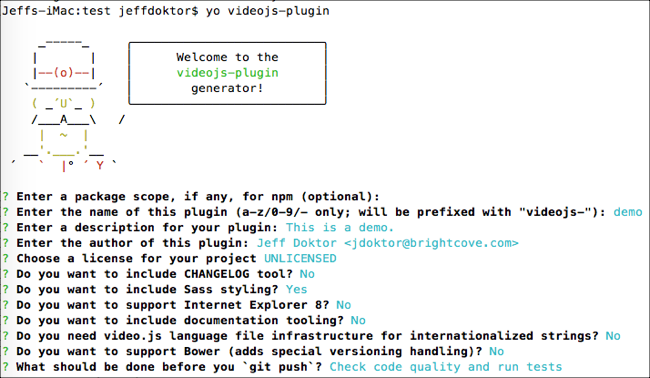 Jeffs-iMac:test jeffdoktor$ yo videojs-plugin
Welcome to the
videojs-plugin
generator!
? Enter a package scope, if any, for npm (optional):
? Enter the name of this plugin (a-z/0-9/- only; will be prefixed with "videojs-"): demo
? Enter a description for your plugin: This is a demo.
? Enter the author of this plugin: Jeff Doktor <jdoktor@brightcove.com>
? Choose a license for your project UNLICENSED
? Do you want to include CHANGELOG tool? No
? Do you want to include Sass styling? Yes
? Do you want to support Internet Explorer 8? No
? Do you want to include documentation tooling? No
? Do you need video.js language file infrastructure for internationalized strings? No
? Do you want to support Bower (adds special versioning handling)? No
? What should be done before you `git push`? Check code quality and run tests